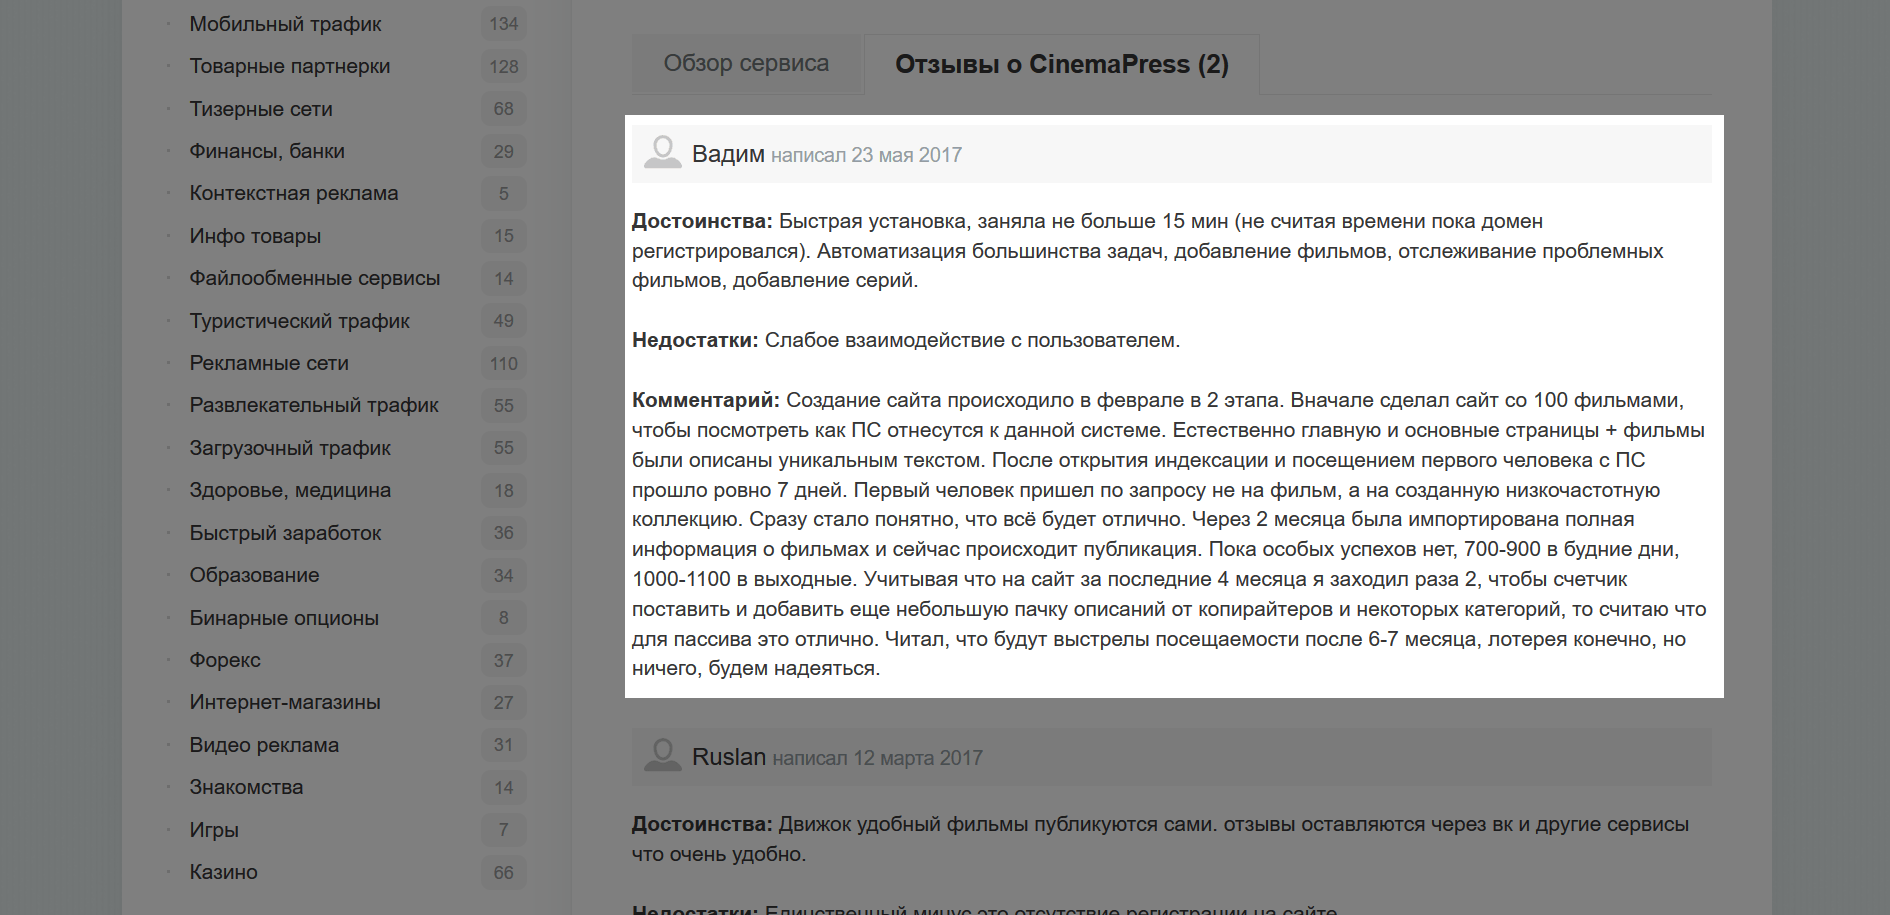 Мобильный трафик 134
Товарные партнерки 128
Тизерные сети 68
Финансы, банки 29
Контекстная реклама 5
Инфо товары 15
Файлообменные сервисы 14
Туристический трафик 49
Рекламные сети 110
Развлекательный трафик 55
Загрузочный трафик 55
Здоровье, медицина 18
Быстрый заработок 36
Образование 34
Бинарные опционы 8
Форекс 37
Интернет-магазины 27
Видео реклама 31
Знакомства 14
Игры 7
Казино 66
Обзор сервиса
Отзывы о CinemaPress (2)
Вадим написал 23 мая 2017
Достоинства: Быстрая установка, заняла не больше 15 мин (не считая времени пока домен
регистрировался). Автоматизация большинства задач, добавление фильмов, отслеживание проблемных
фильмов, добавление серий.
Недостатки: Слабое взаимодействие с пользователем.
Комментарий: Создание сайта происходило в феврале в 2 этапа. Вначале сделал сайт со 100 фильмами,
чтобы посмотреть как ПС отнесутся к данной системе. Естественно главную и основные страницы + фильмы
были описаны уникальным текстом. После открытия индексации и посещением первого человека с ПС
прошло ровно 7 дней. Первый человек пришел по запросу не на фильм, а на созданную низкочастотную
коллекцию. Сразу стало понятно, что всё будет отлично. Через 2 месяца была импортирована полная
информация о фильмах и сейчас происходит публикация. Пока особых успехов нет, 700-900 в будние дни,
1000-1100 в выходные. Учитывая что на сайт за последние 4 месяца я заходил раза 2, чтобы счетчик
поставить и добавить еще небольшую пачку описаний от копирайтеров и некоторых категорий, то считаю что
для пассива это отлично. Читал, что будут выстрелы посещаемости после 6-7 месяца, лотерея конечно, но
ничего, будем надеяться.
Ruslan написал 12 марта 2017
Достоинства: Движок удобный фильмы публикуются сами. отзывы оставляются через вк и другие сервисы
что очень удобно.
Недостатки: Единственный минус это отсутствие регистрации на сайте